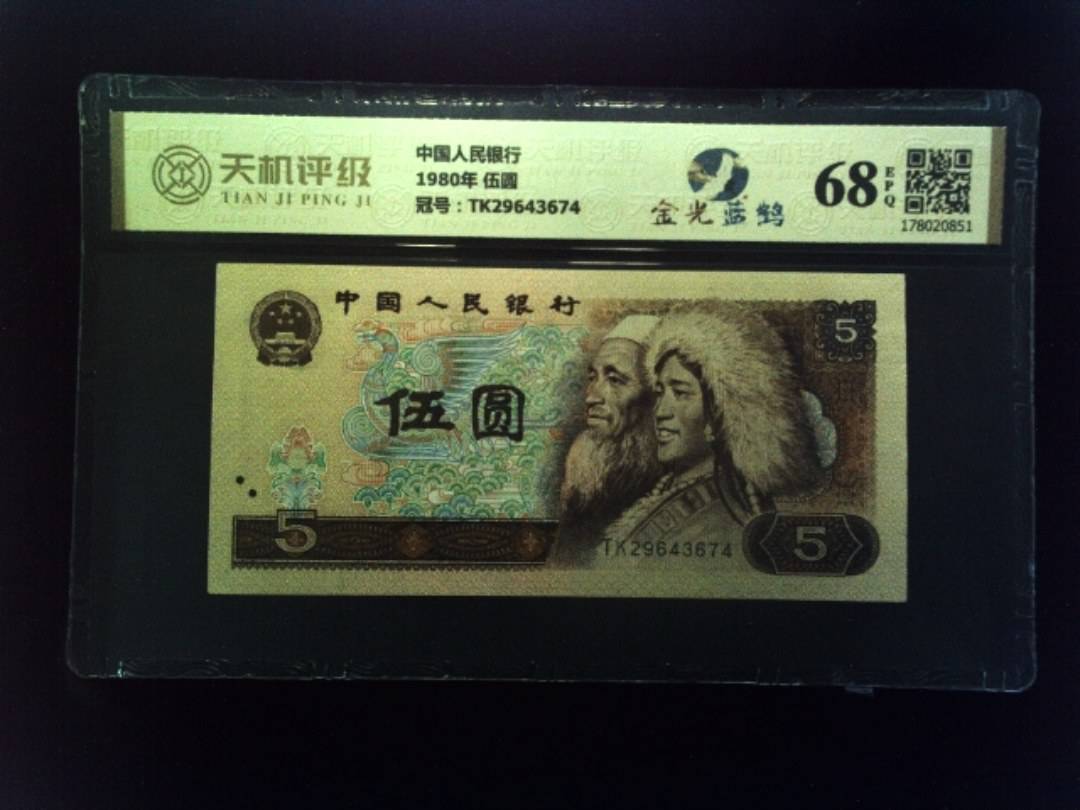 天机评级
TIAN JI PING JI
中国人民银行
1980年 伍圆
冠号：TK29643674
金光蓝鹤
68
EPQ
178020851
中国人民银行
5
伍圆
5
TK29643674
5